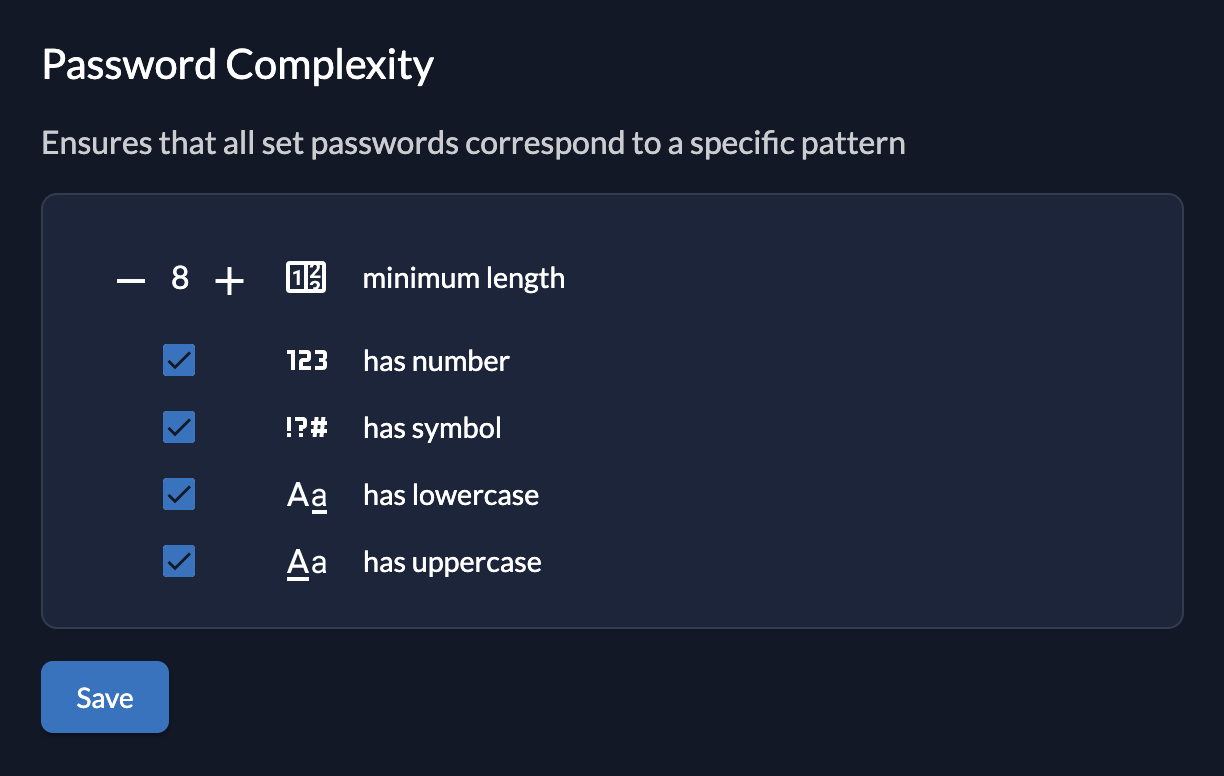 Password Complexity
Ensures that all set passwords correspond to a specific pattern
8 minimum length
123 has number
!?# has symbol
Aa has lowercase
Aa has uppercase
Save